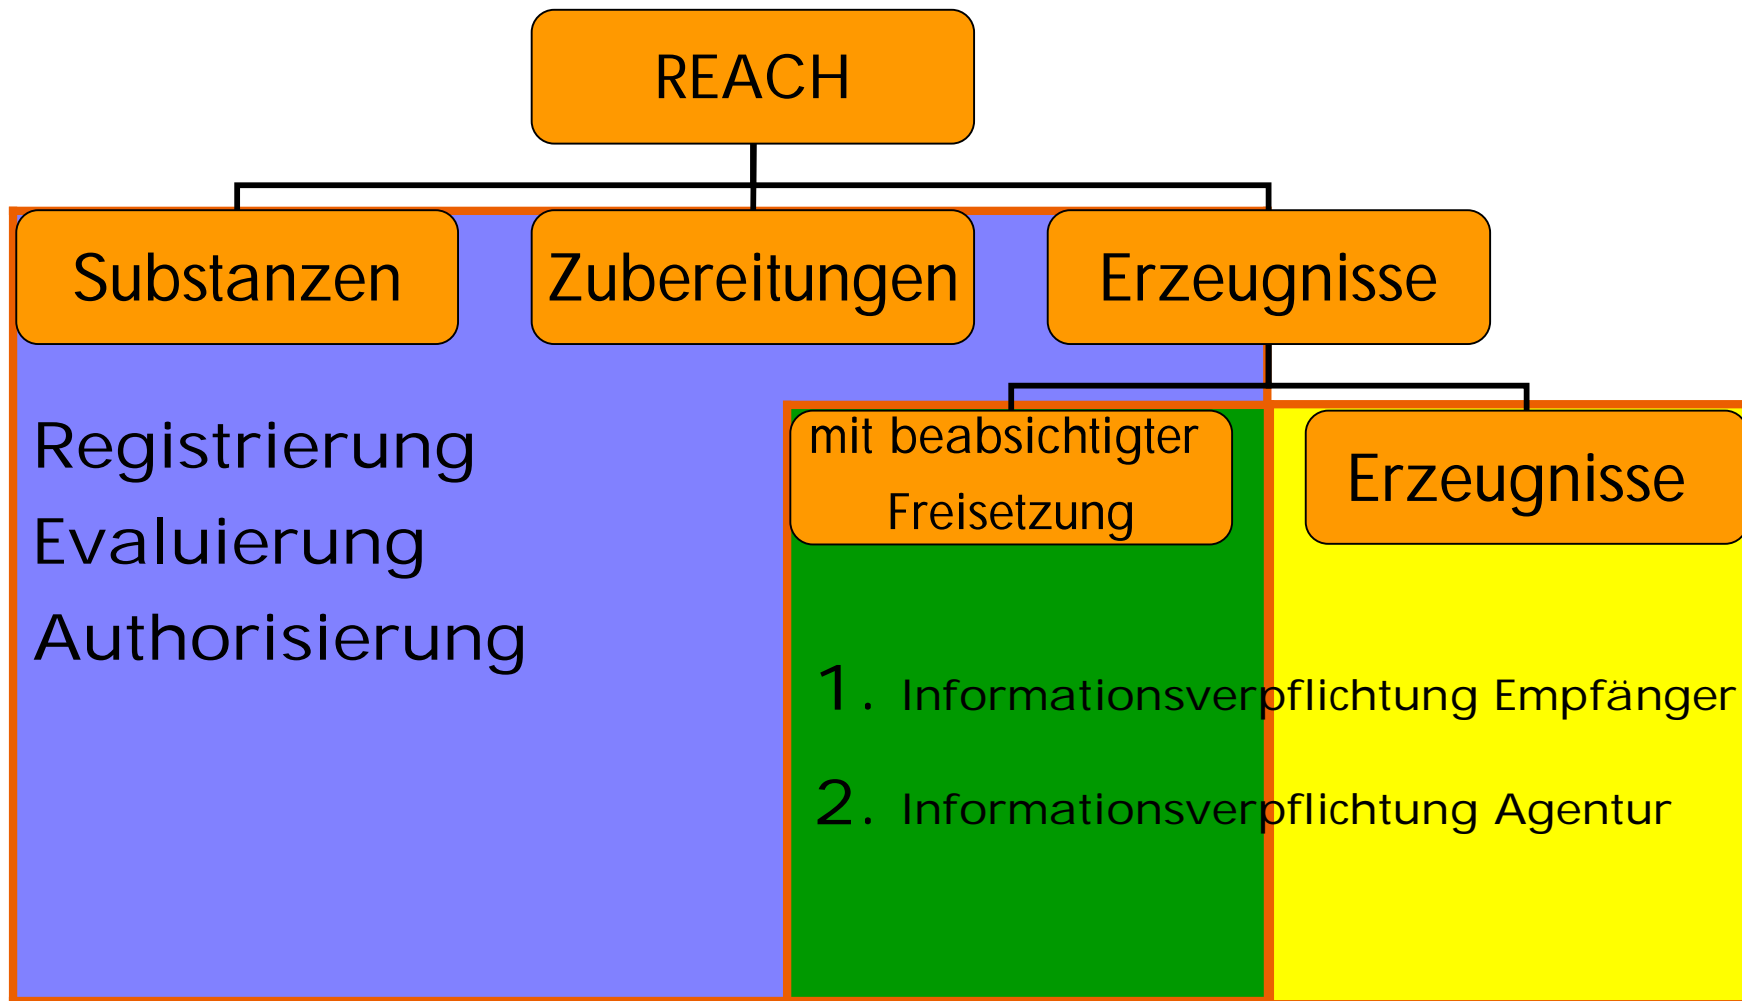 REACH
Substanzen
Zubereitungen
Erzeugnisse
mit beabsichtigter
Freisetzung
Erzeugnisse
Registrierung
Evaluierung
Authorisierung
1. Informationsverpflichtung Empfänger
2. Informationsverpflichtung Agentur